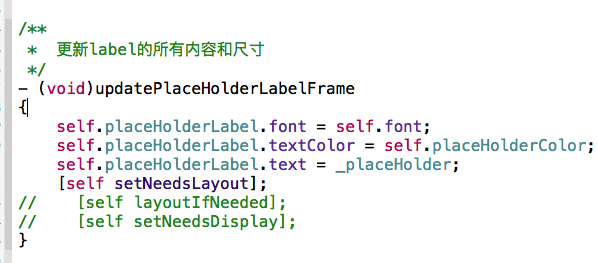 /**
 *  更新label的所有内容和尺寸
 */
- (void)updatePlaceHolderLabelFrame
{
    self.placeHolderLabel.font = self.font;
    self.placeHolderLabel.textColor = self.placeHolderColor;
    self.placeHolderLabel.text = _placeHolder;
    [self setNeedsLayout];
//    [self layoutIfNeeded];
//    [self setNeedsDisplay];
}